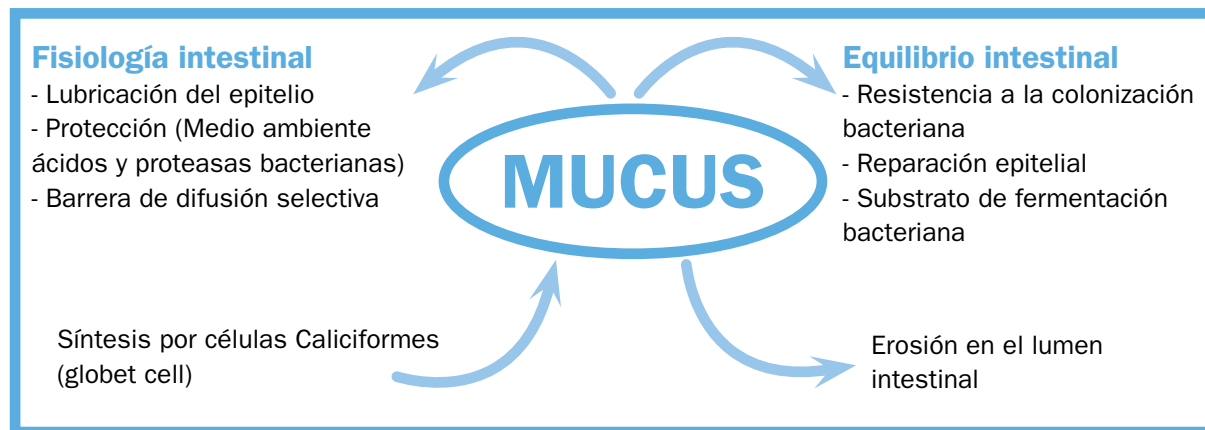 Fisiología intestinal
- Lubricación del epitelio
- Protección (Medio ambiente
ácidos y proteasas bacterianas)
- Barrera de difusión selectiva
MUCUS
Equilibrio intestinal
- Resistencia a la colonización
bacteriana
- Reparación epitelial
- Substrato de fermentación
bacteriana
Síntesis por células Caliciformes
(globet cell)
Erosión en el lumen
intestinal